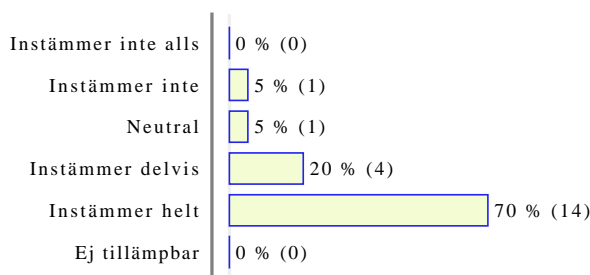 Instämmer inte alls 0 % (0)
Instämmer inte 5 % (1)
Neutral 5 % (1)
Instämmer delvis 20 % (4)
Instämmer helt 70 % (14)
Ej tillämpbar 0 % (0)